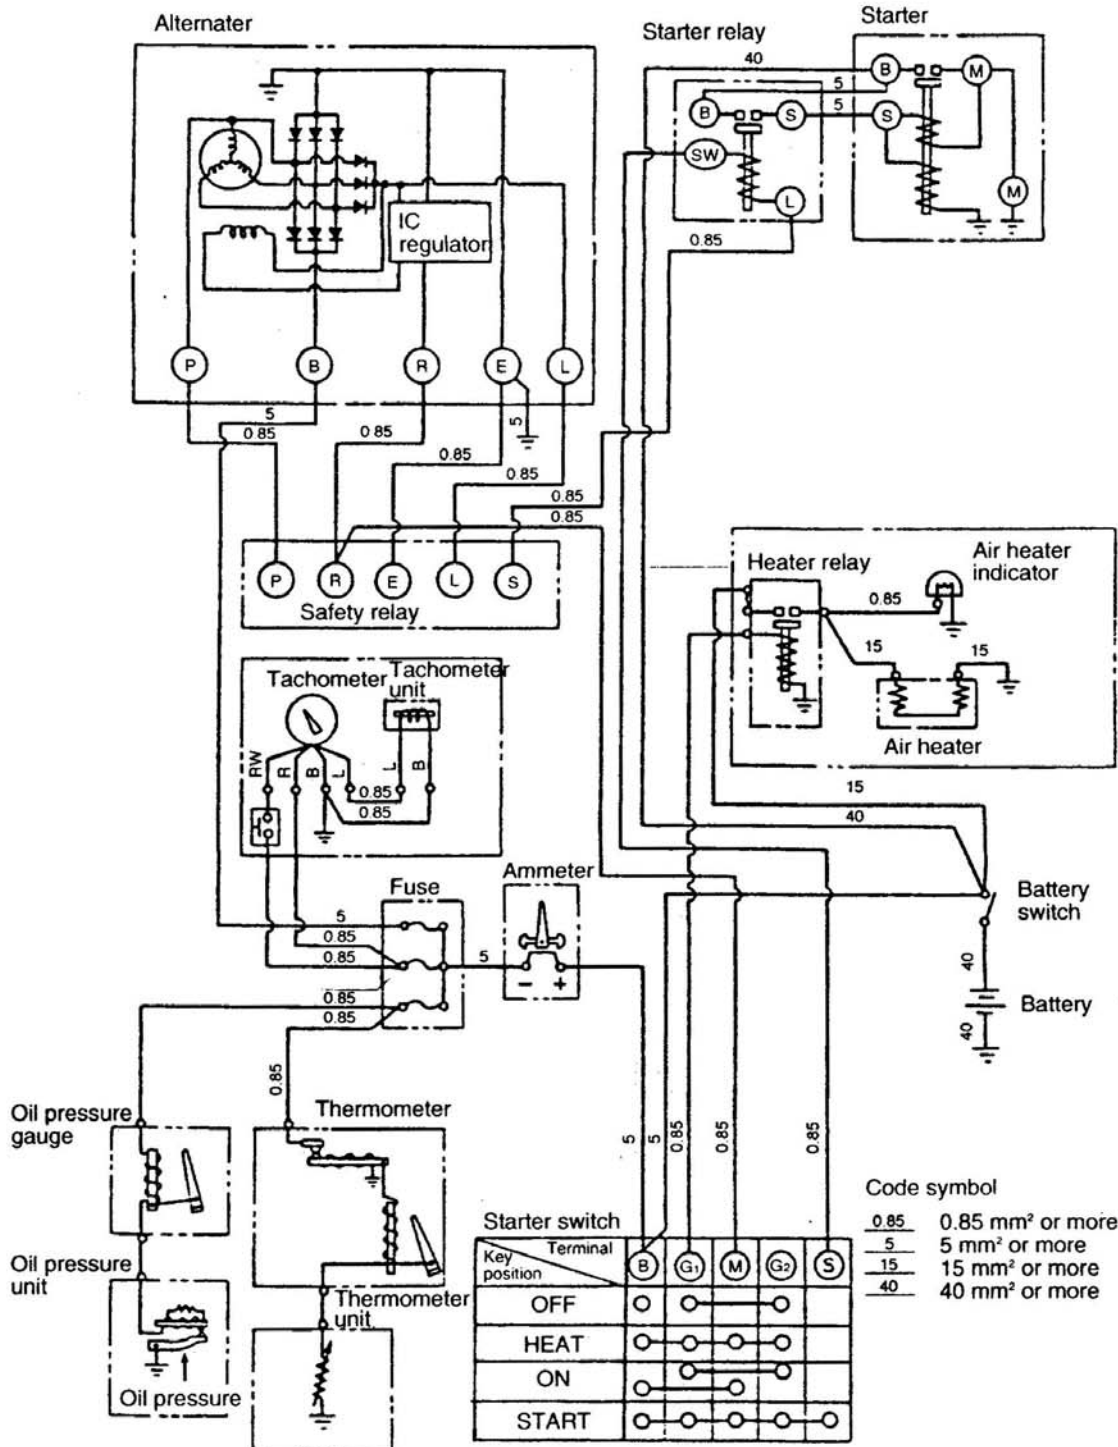 Alternater
Starter relay
Starter
40
5
5
B
M
B
S
S
SW
L
M
0.85
IC
regulator
P
B
R
E
L
5
0.85
0.85
5
0.85
0.85
0.85
0.85
P
R
E
L
S
Safety relay
Heater relay
Air heater
indicator
0.85
15
15
Air heater
Tachometer
Tachometer
unit
RW
R
B
L
L
B
0.85
0.85
15
40
Fuse
Ammeter
Battery
switch
5
0.85
0.85
5
0.85
0.85
- +
40
Battery
40
0.85
Oil pressure
gauge
Thermometer
5
5
0.85
0.85
0.85
Oil pressure
unit
Thermometer
unit
Oil pressure
Code symbol
0.85 0.85 mm² or more
5 5 mm² or more
15 15 mm² or more
40 40 mm² or more
Starter switch
Terminal
Key
position
B G1 M G2 S
OFF
HEAT
ON
START